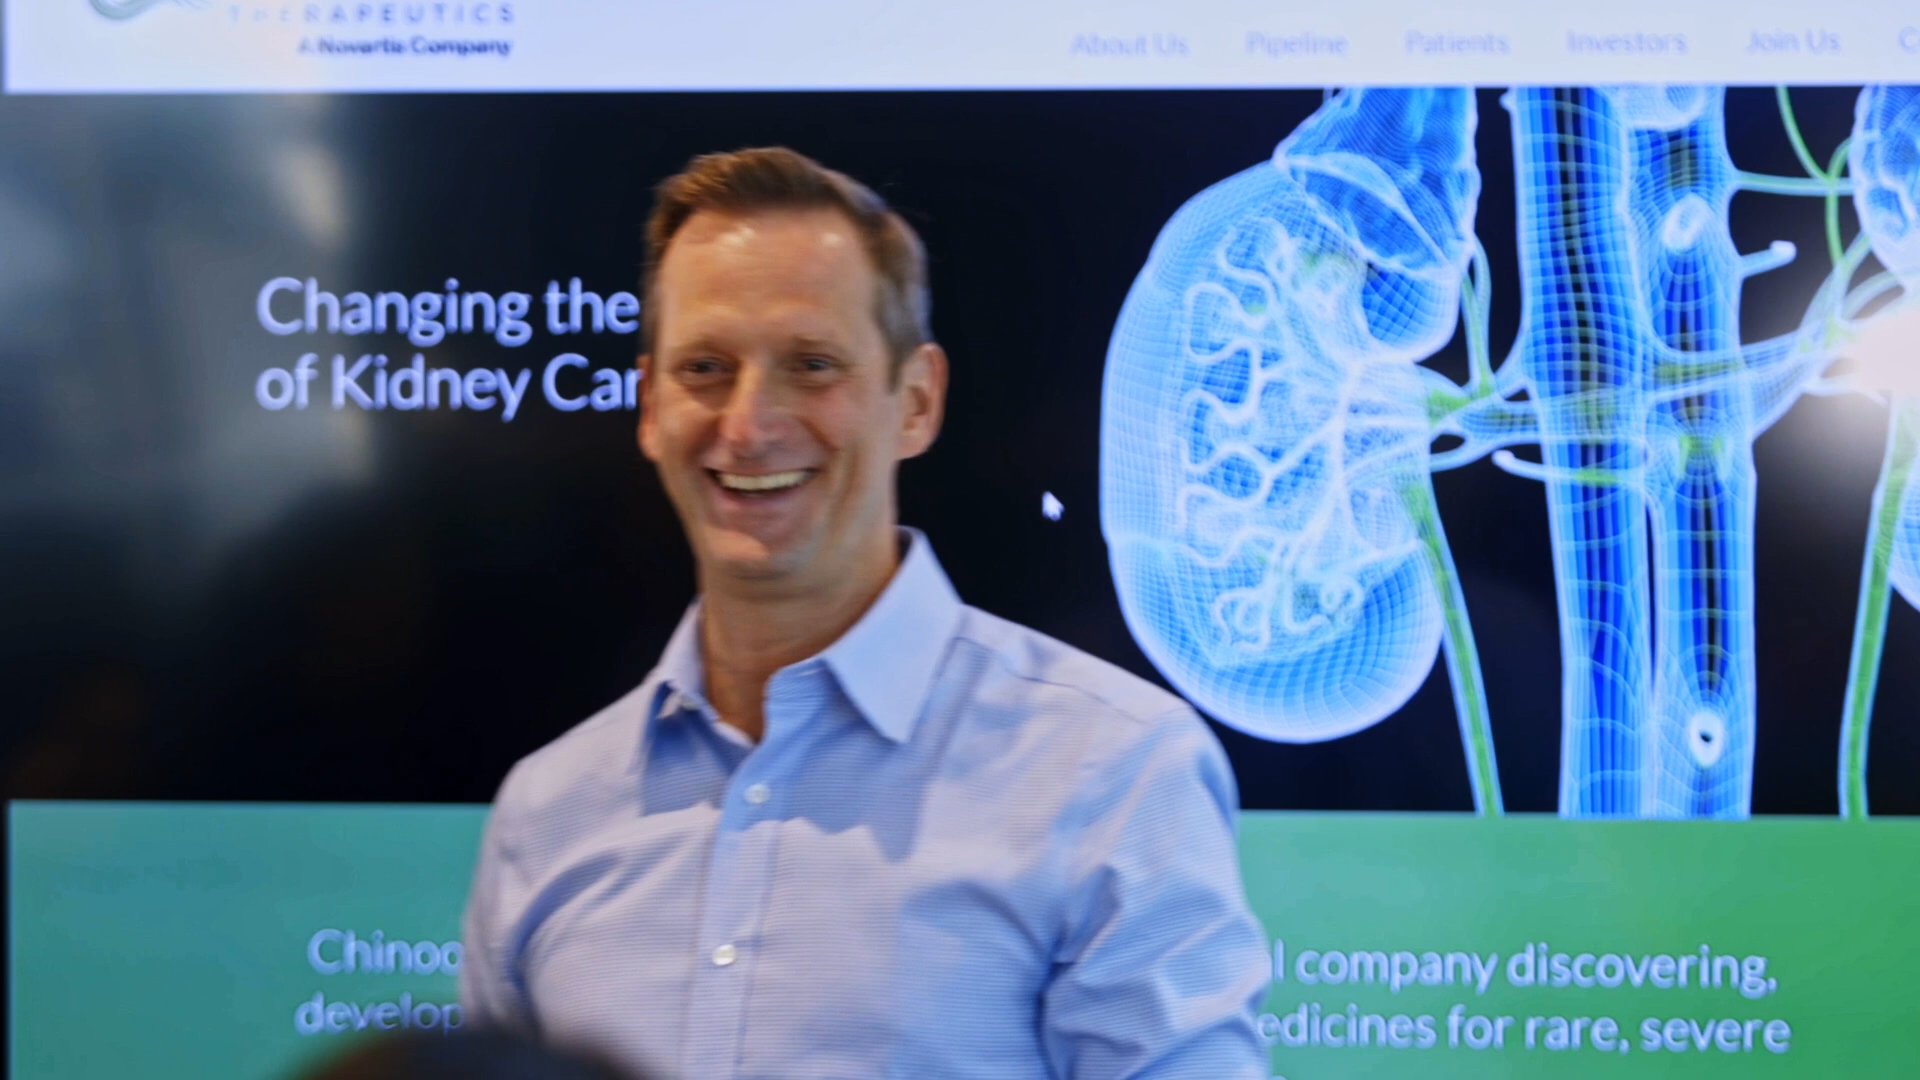 THERAPEUTICS
A Novartis Company
About Us Pipeline Patients Investors Join Us
Changing the
of Kidney Car
Chinoo l company discovering,
develop edicines for rare, severe